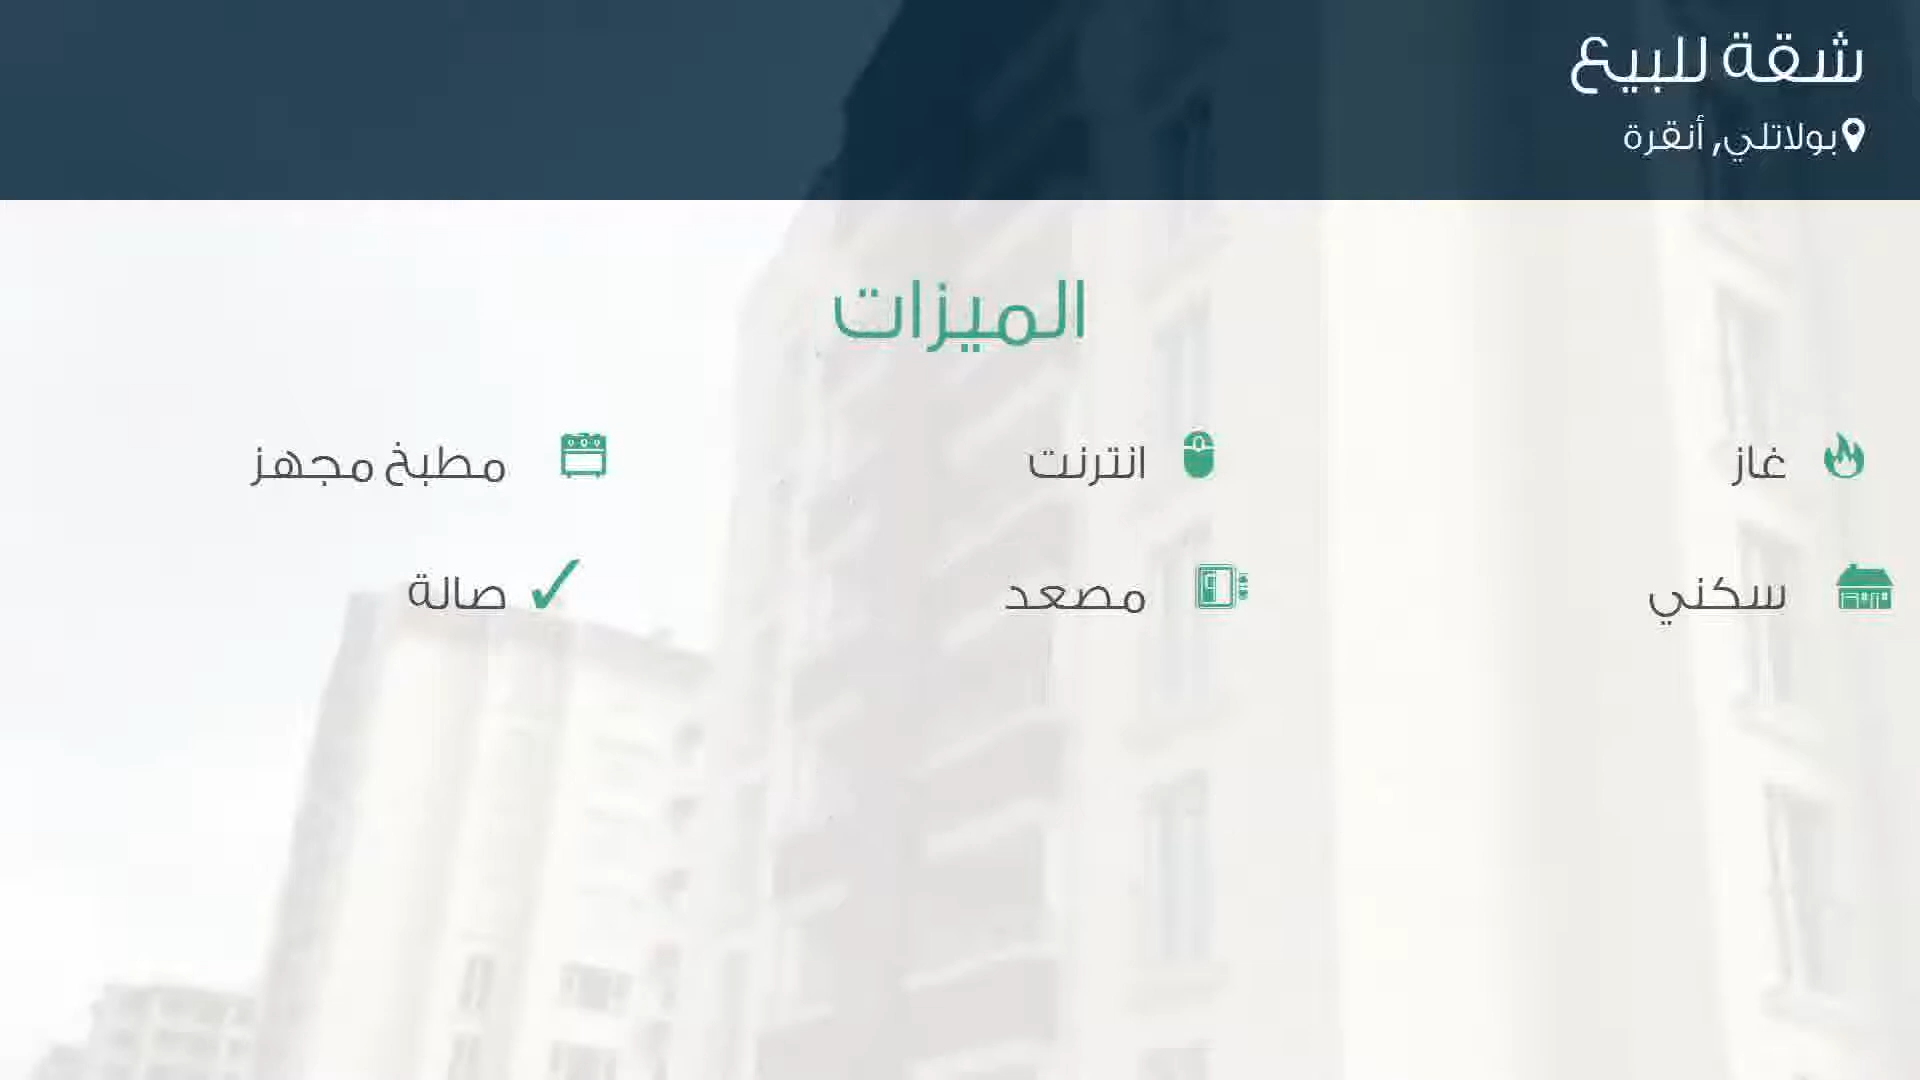 شقة للبيع
بولاتلي, أنقرة
الميزات
غاز
انترنت
مطبخ مجهز
سكني
مصعد
صالة